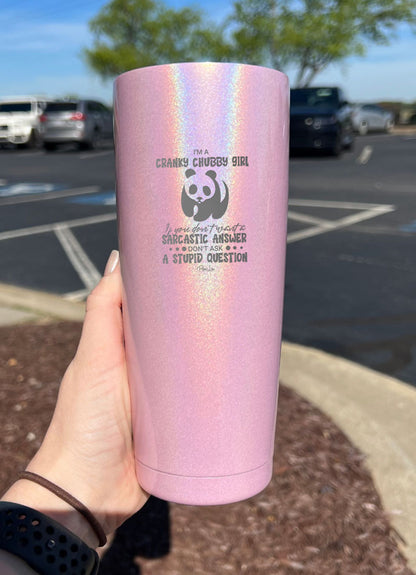 I'M A
CRANKY CHUBBY GIRL
If you don't want a
SARCASTIC ANSWER
DON'T ASK
A STUPID QUESTION